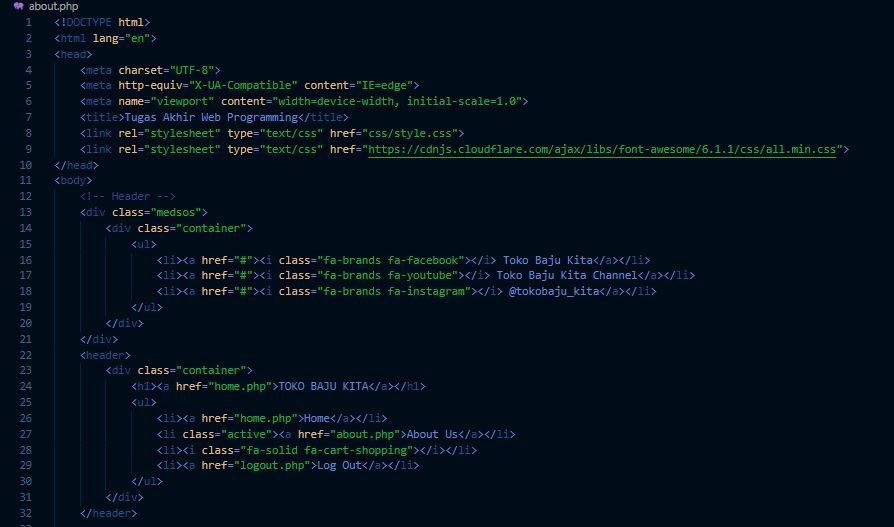 about.php
1 <!DOCTYPE html>
2 <html lang="en">
3 <head>
4 <meta charset="UTF-8">
5 <meta http-equiv="X-UA-Compatible" content="IE=edge">
6 <meta name="viewport" content="width=device-width, initial-scale=1.0">
7 <title>Tugas Akhir Web Programming</title>
8 <link rel="stylesheet" type="text/css" href="css/style.css">
9 <link rel="stylesheet" type="text/css" href="https://cdnjs.cloudflare.com/ajax/libs/font-awesome/6.1.1/css/all.min.css">
10 </head>
11 <body>
12 <!-- Header -->
13 <div class="medsos">
14 <div class="container">
15 <ul>
16 <li><a href="#"><i class="fa-brands fa-facebook"></i> Toko Baju Kita</a></li>
17 <li><a href="#"><i class="fa-brands fa-youtube"></i> Toko Baju Kita Channel</a></li>
18 <li><a href="#"><i class="fa-brands fa-instagram"></i> @tokobaju_kita</a></li>
19 </ul>
20 </div>
21 </div>
22 <header>
23 <div class="container">
24 <h1><a href="home.php">TOKO BAJU KITA</a></h1>
25 <ul>
26 <li><a href="home.php">Home</a></li>
27 <li class="active"><a href="about.php">About Us</a></li>
28 <li><i class="fa-solid fa-cart-shopping"></i></li>
29 <li><a href="logout.php">Log Out</a></li>
30 </ul>
31 </div>
32 </header>